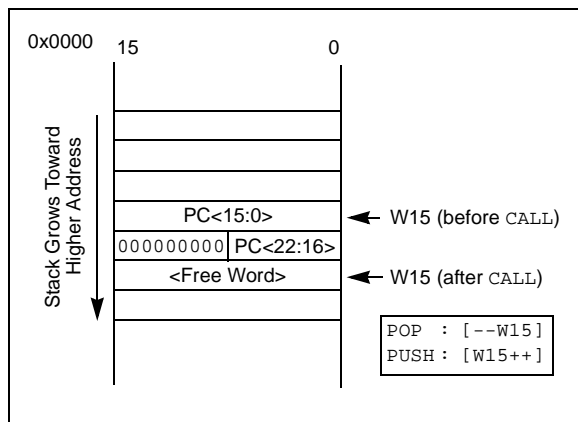 0x0000
15 0
Stack Grows Toward
Higher Address
PC<15:0>
W15 (before CALL)
000000000 PC<22:16>
<Free Word>
W15 (after CALL)
POP : [--W15]
PUSH : [W15++]